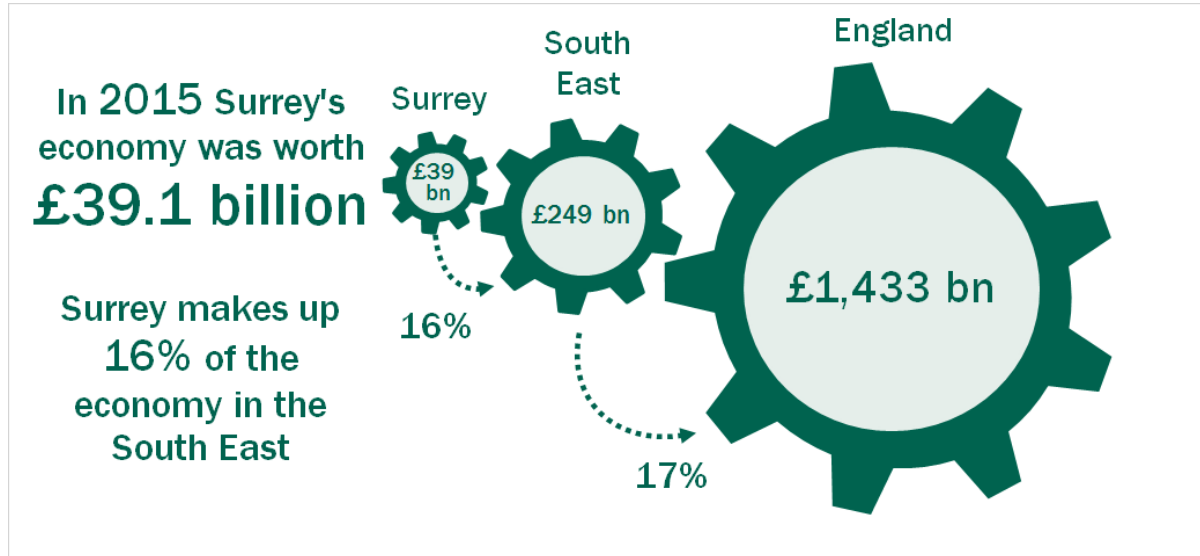 In 2015 Surrey's
economy was worth
£39.1 billion
Surrey makes up
16% of the
economy in the
South East
Surrey
£39
bn
16%
South
East
£249 bn
17%
England
£1,433 bn